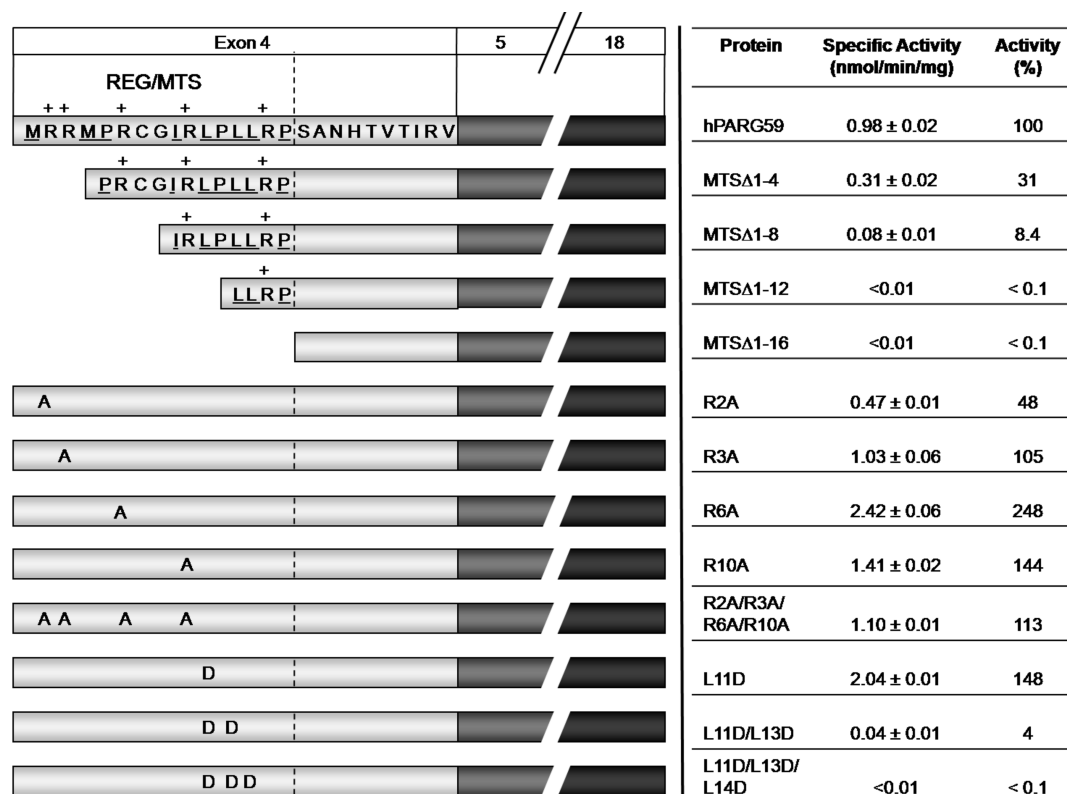 Exon 4 5 18
REG/MTS
+ + + + +
MRRMPRCGIRLPLLRPSANHTVTIRV
+ + +
PRCGIRLPLLRP
+ +
IRLPLLRP
+
LLRP
A
A
A
A
A A A A
D
D D
D D D
Protein Specific Activity (nmol/min/mg) Activity (%)
hPARG59 0.98 ± 0.02 100
MTSΔ1-4 0.31 ± 0.02 31
MTSΔ1-8 0.08 ± 0.01 8.4
MTSΔ1-12 <0.01 < 0.1
MTSΔ1-16 <0.01 < 0.1
R2A 0.47 ± 0.01 48
R3A 1.03 ± 0.06 105
R6A 2.42 ± 0.06 248
R10A 1.41 ± 0.02 144
R2A/R3A/
R6A/R10A 1.10 ± 0.01 113
L11D 2.04 ± 0.01 148
L11D/L13D 0.04 ± 0.01 4
L11D/L13D/
L14D <0.01 < 0.1